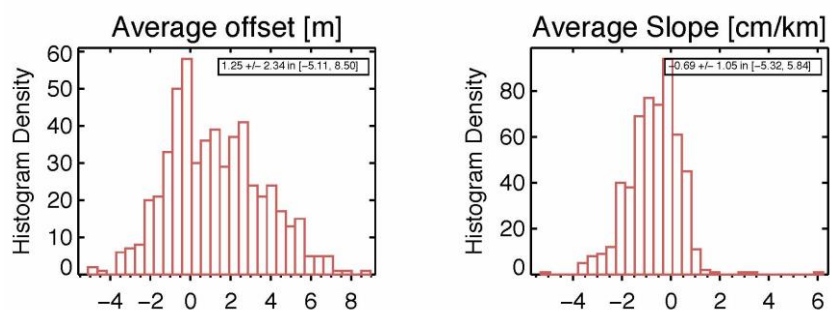 Average offset [m]
1.25 +/- 2.34 in [-5.11, 8.50]
Histogram Density
60
50
40
30
20
10
0
-4 -2 0 2 4 6 8
Average Slope [cm/km]
-0.69 +/- 1.05 in [-5.32, 5.84]
Histogram Density
80
60
40
20
0
-4 -2 0 2 4 6